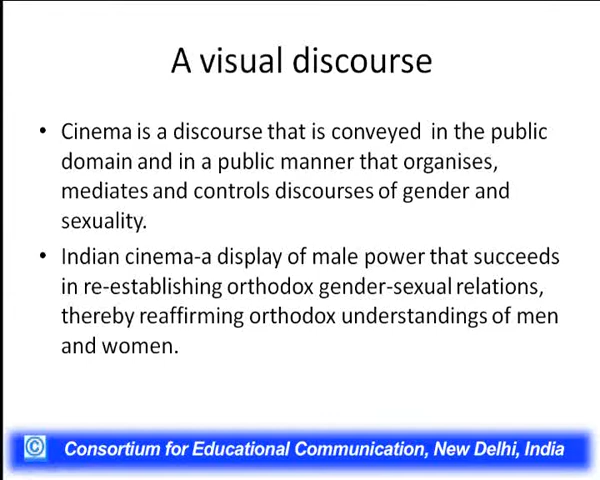 A visual discourse
• Cinema is a discourse that is conveyed in the public
domain and in a public manner that organises,
mediates and controls discourses of gender and
sexuality.
• Indian cinema-a display of male power that succeeds
in re-establishing orthodox gender-sexual relations,
thereby reaffirming orthodox understandings of men
and women.
© Consortium for Educational Communication, New Delhi, India